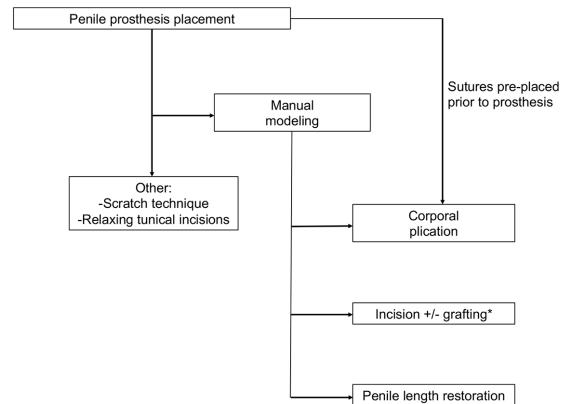 Penile prosthesis placement
Sutures pre-placed
prior to prosthesis
Manual
modeling
Other:
-Scratch technique
-Relaxing tunical incisions
Corporal
plication
Incision +/- grafting*
Penile length restoration